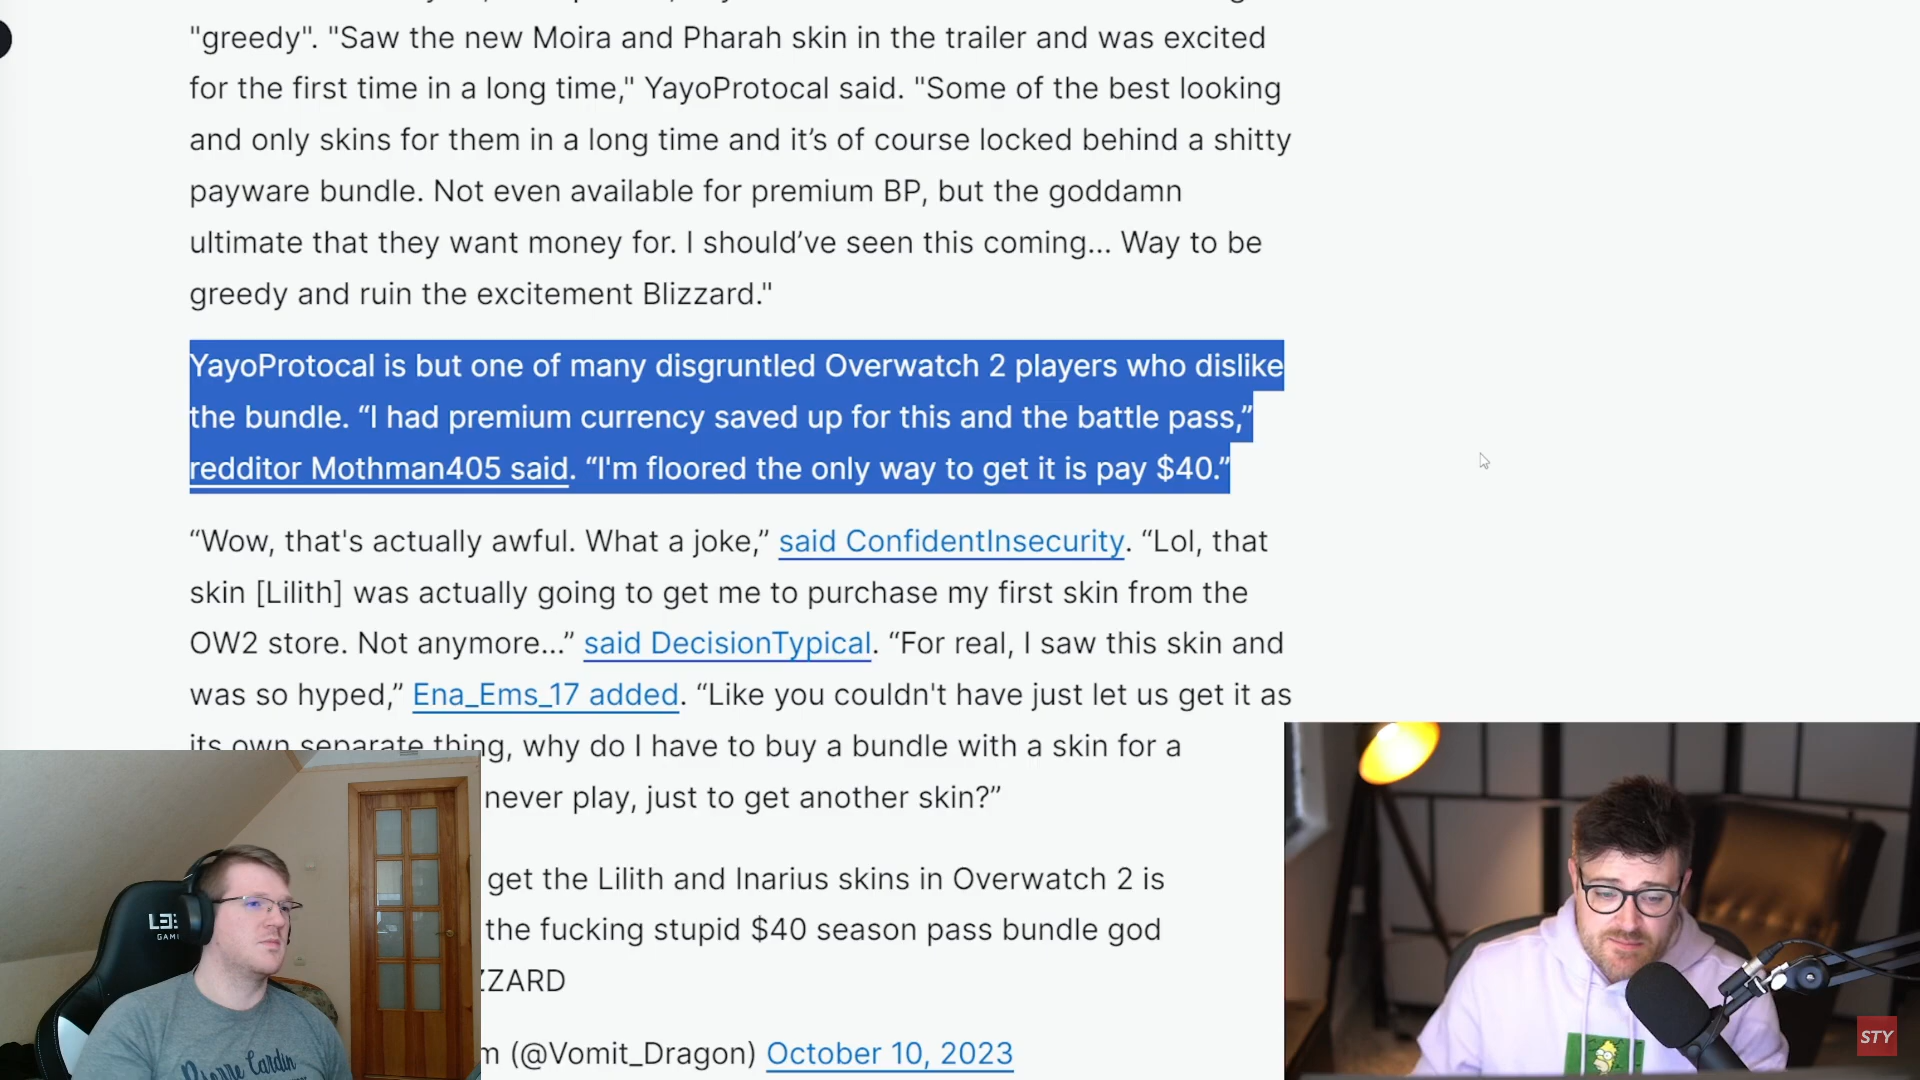 "greedy". "Saw the new Moira and Pharah skin in the trailer and was excited
for the first time in a long time," YayoProtocal said. "Some of the best looking
and only skins for them in a long time and it’s of course locked behind a shitty
payware bundle. Not even available for premium BP, but the goddamn
ultimate that they want money for. I should’ve seen this coming... Way to be
greedy and ruin the excitement Blizzard."
YayoProtocal is but one of many disgruntled Overwatch 2 players who dislike
the bundle. “I had premium currency saved up for this and the battle pass,”
redditor Mothman405 said. “I'm floored the only way to get it is pay $40.”
“Wow, that's actually awful. What a joke,” said ConfidentInsecurity. “Lol, that
skin [Lilith] was actually going to get me to purchase my first skin from the
OW2 store. Not anymore…” said DecisionTypical. “For real, I saw this skin and
was so hyped,” Ena_Ems_17 added. “Like you couldn't have just let us get it as
its own separate thing, why do I have to buy a bundle with a skin for a
never play, just to get another skin?”
get the Lilith and Inarius skins in Overwatch 2 is
the fucking stupid $40 season pass bundle god
ZZARD
m (@Vomit_Dragon) October 10, 2023
Pierre Cardin
STY